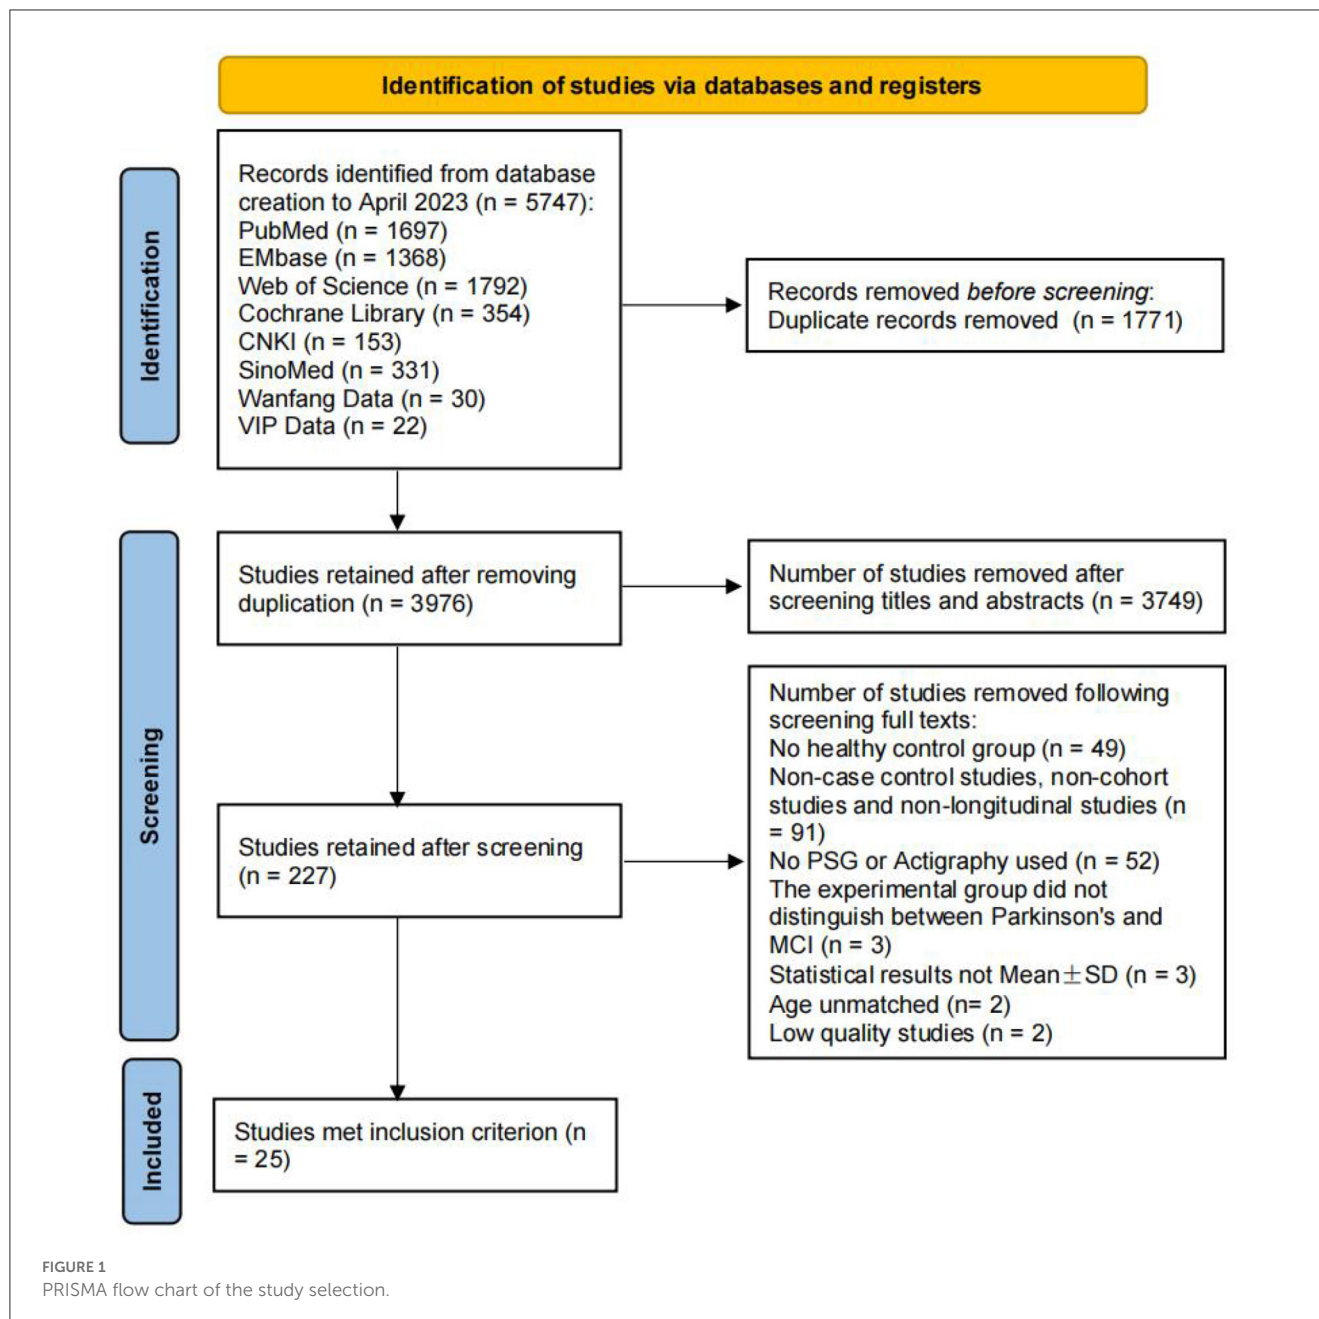 Identification of studies via databases and registers
Identification
Records identified from database
creation to April 2023 (n = 5747):
PubMed (n = 1697)
EMbase (n = 1368)
Web of Science (n = 1792)
Cochrane Library (n = 354)
CNKI (n = 153)
SinoMed (n = 331)
Wanfang Data (n = 30)
VIP Data (n = 22)
Records removed before screening:
Duplicate records removed (n = 1771)
Screening
Studies retained after removing
duplication (n = 3976)
Number of studies removed after
screening titles and abstracts (n = 3749)
Studies retained after screening
(n = 227)
Number of studies removed following
screening full texts:
No healthy control group (n = 49)
Non-case control studies, non-cohort
studies and non-longitudinal studies (n
= 91)
No PSG or Actigraphy used (n = 52)
The experimental group did not
distinguish between Parkinson's and
MCI (n = 3)
Statistical results not Mean±SD (n = 3)
Age unmatched (n= 2)
Low quality studies (n = 2)
Included
Studies met inclusion criterion (n
= 25)
FIGURE 1
PRISMA flow chart of the study selection.